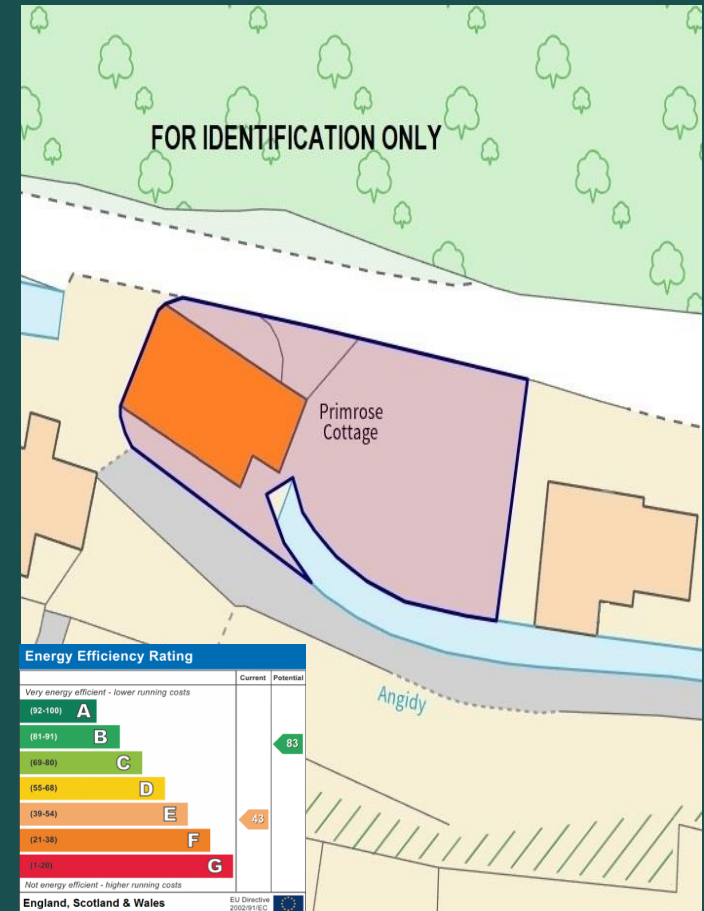 FOR IDENTIFICATION ONLY
Primrose
Cottage
Angidy
Energy Efficiency Rating
Current Potential
Very energy efficient - lower running costs
(92-100) A
(81-91) B
83
(69-80) C
(55-68) D
(39-54) E
43
(21-38) F
(1-20) G
Not energy efficient - higher running costs
England, Scotland & Wales
EU Directive
2002/91/EC